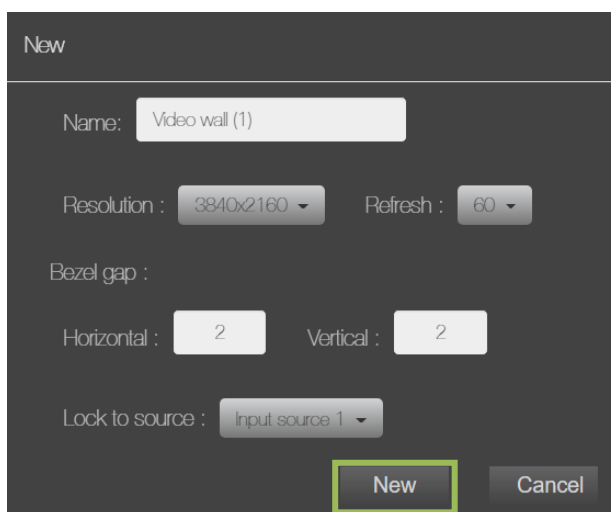 New
Name: Video wall (1)
Resolution : 3840x2160 Refresh : 60
Bezel gap :
Horizontal : 2 Vertical : 2
Lock to source : Input source 1
New Cancel